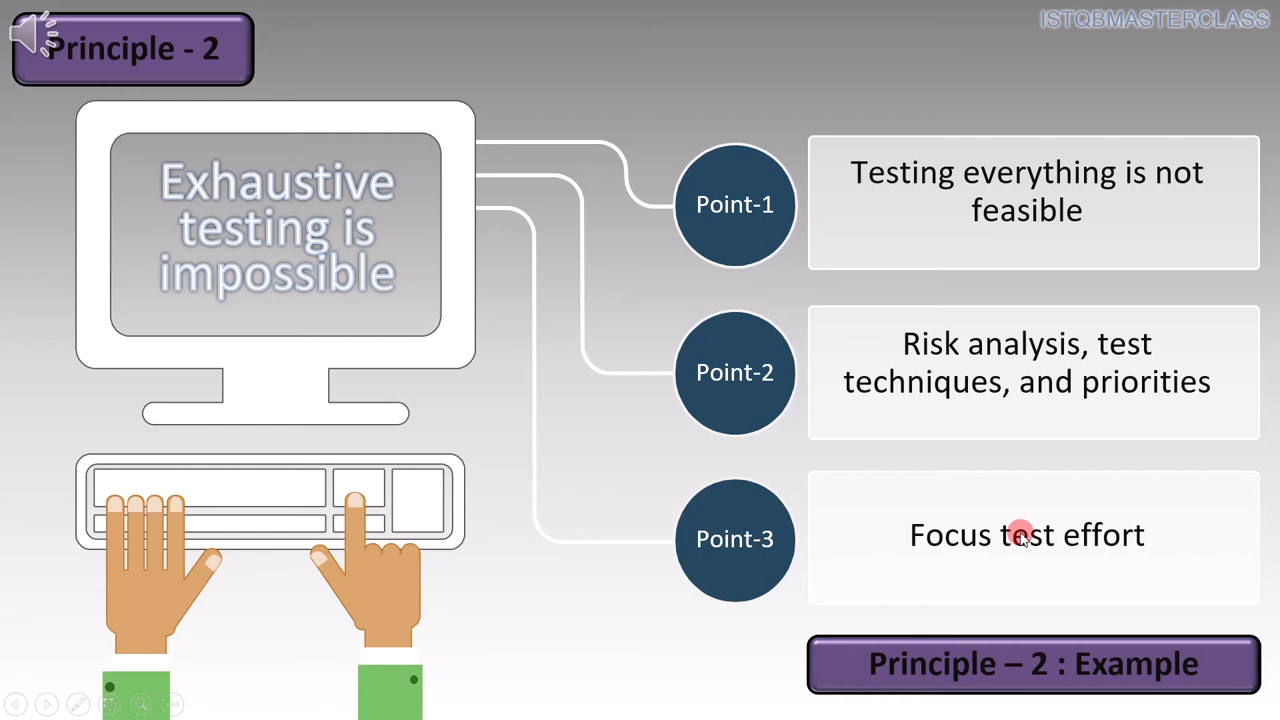 ISTQBMASTERCLASS
Principle - 2
Exhaustive
testing is
impossible
Point-1
Testing everything is not
feasible
Point-2
Risk analysis, test
techniques, and priorities
Point-3
Focus test effort
Principle – 2 : Example